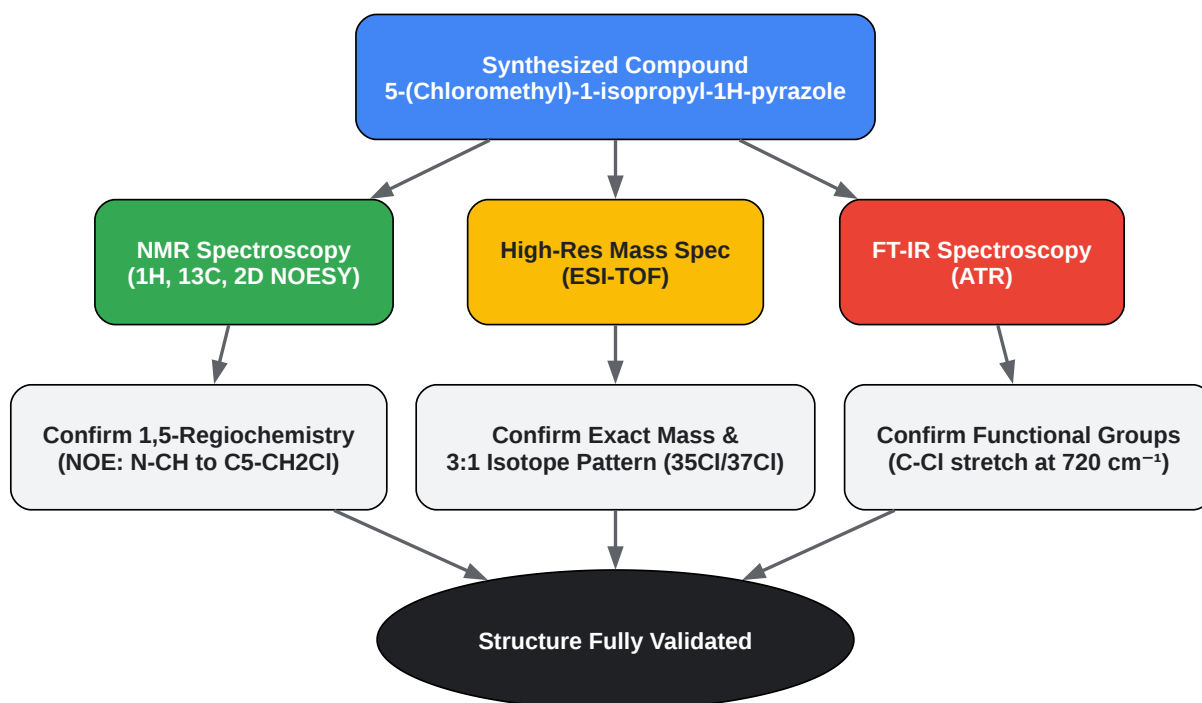 Synthesized Compound
5-(Chloromethyl)-1-isopropyl-1H-pyrazole
NMR Spectroscopy
(1H, 13C, 2D NOESY)
High-Res Mass Spec
(ESI-TOF)
FT-IR Spectroscopy
(ATR)
Confirm 1,5-Regiochemistry
(NOE: N-CH to C5-CH2Cl)
Confirm Exact Mass &
3:1 Isotope Pattern (35Cl/37Cl)
Confirm Functional Groups
(C-Cl stretch at 720 cm⁻¹)
Structure Fully Validated